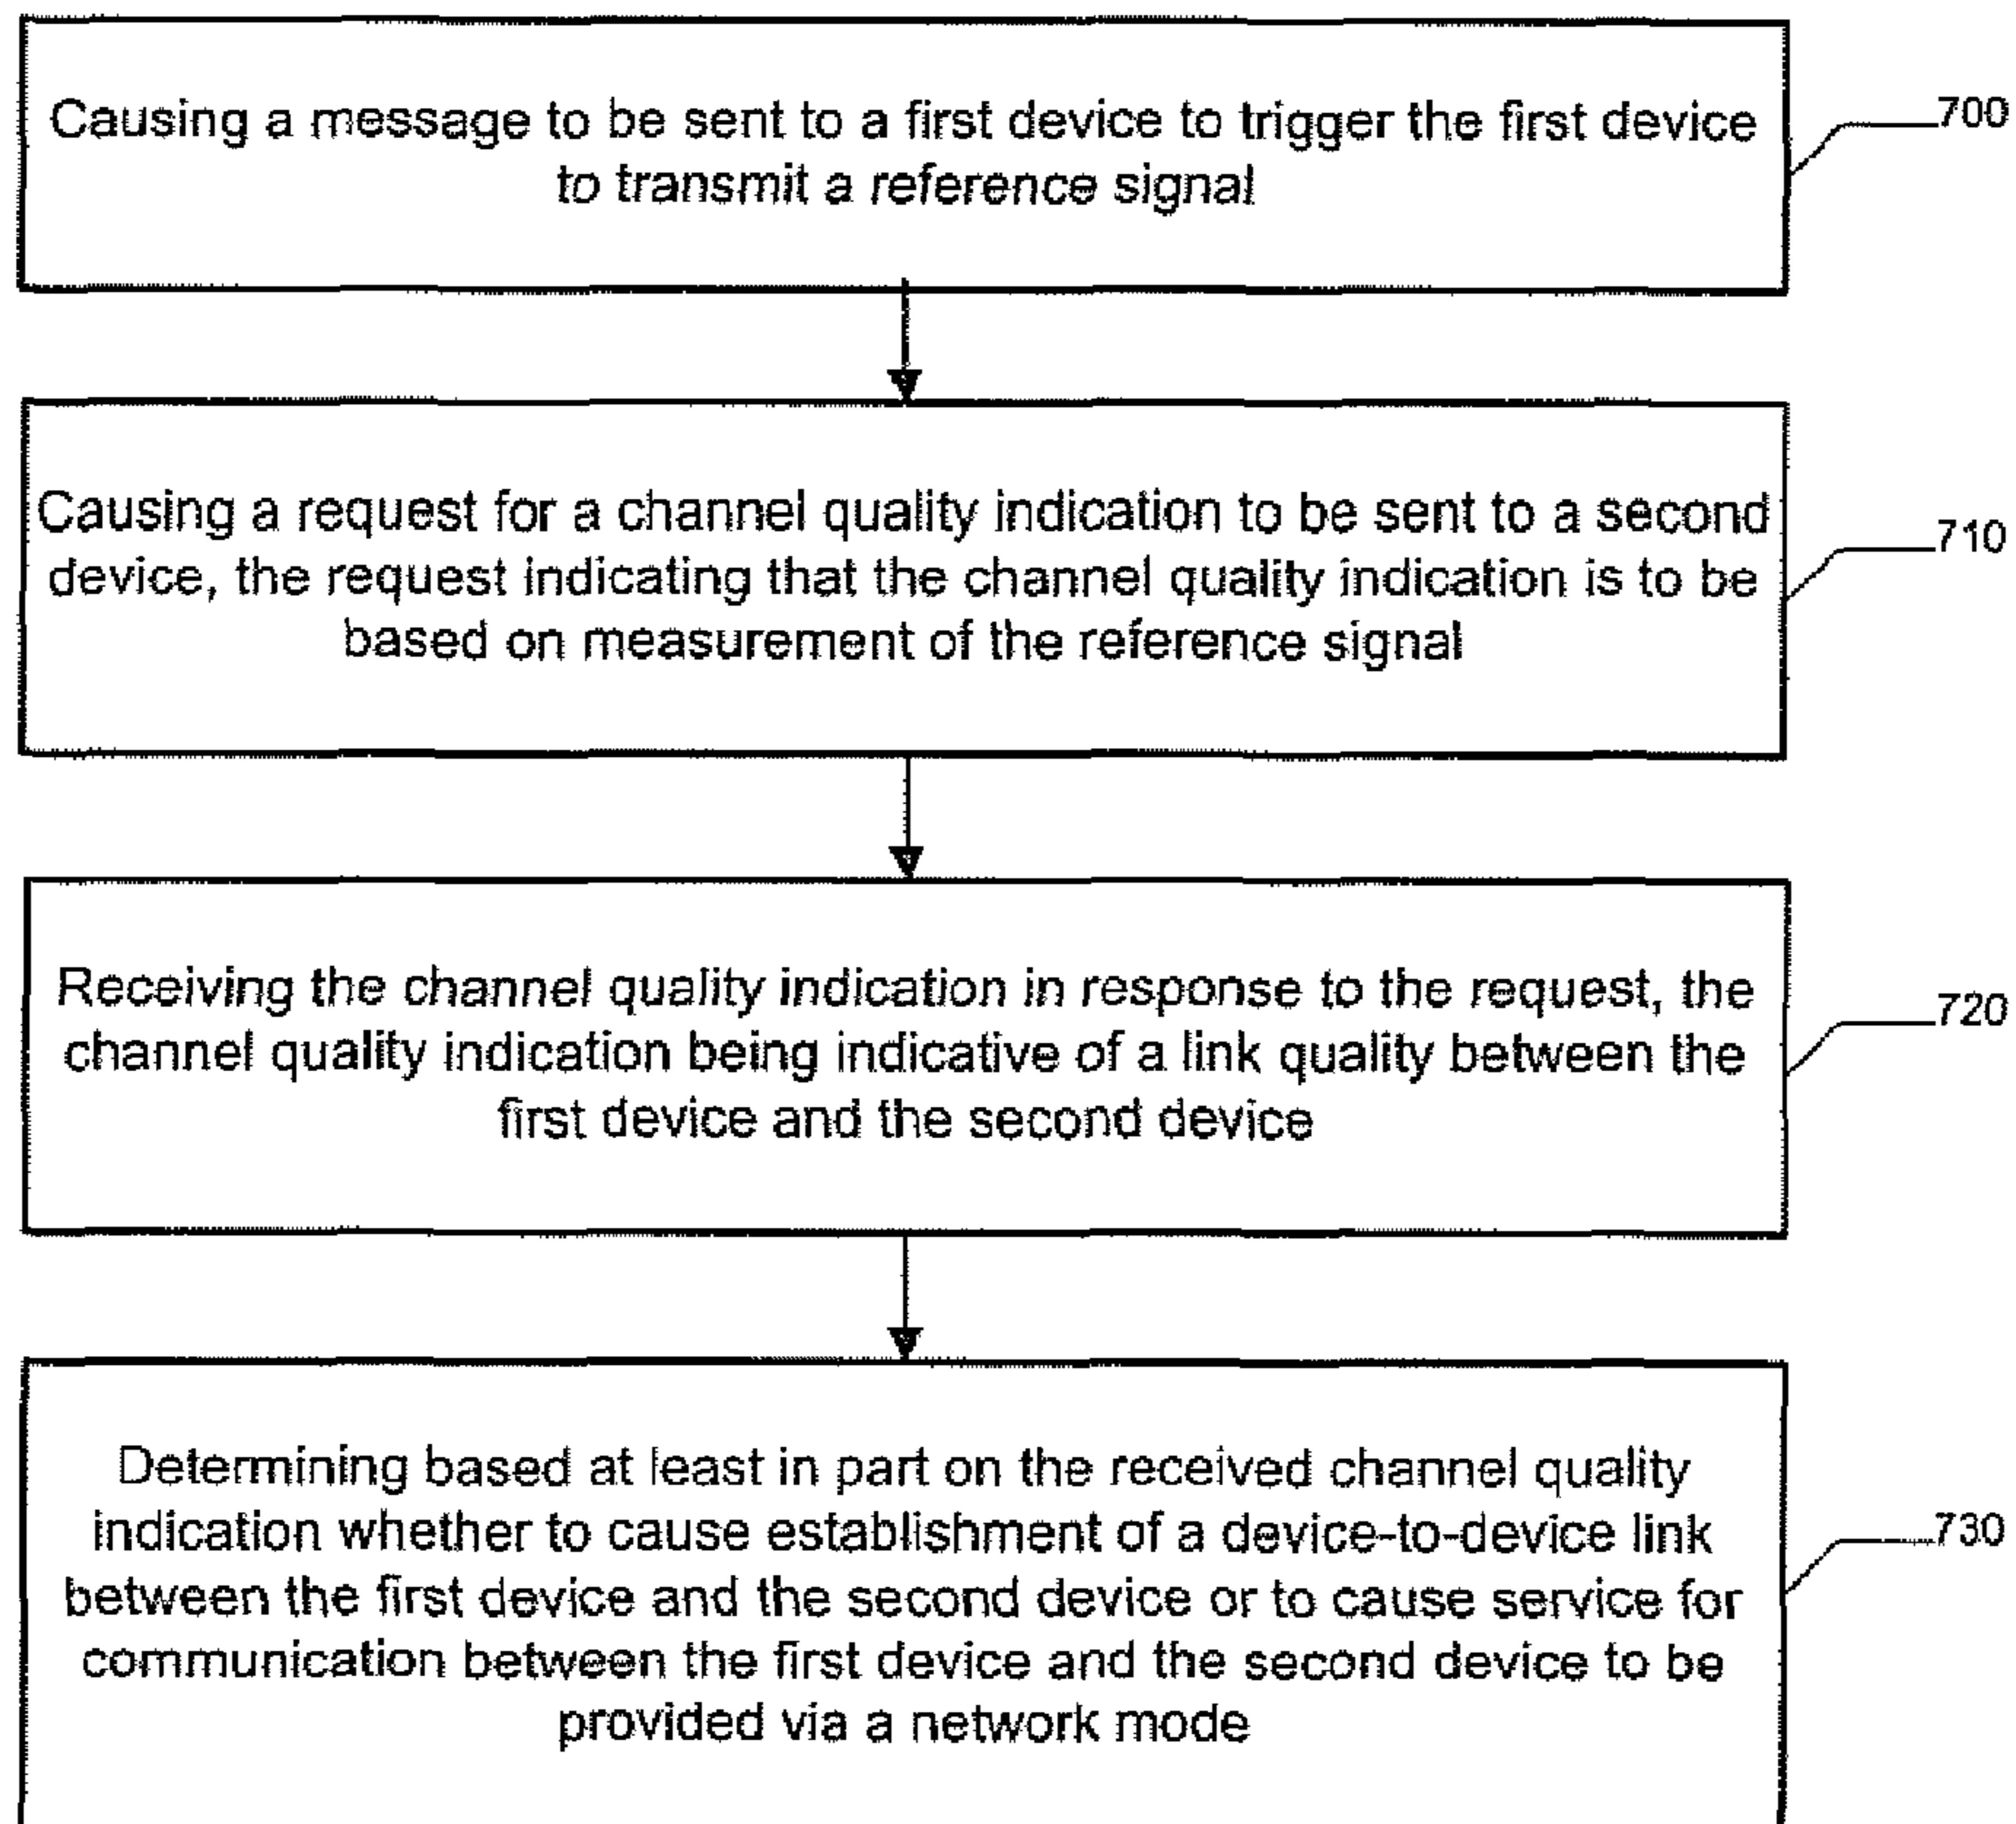 Causing a message to be sent to a first device to trigger the first device
to transmit a reference signal
700
Causing a request for a channel quality indication to be sent to a second
device, the request indicating that the channel quality indication is to be
based on measurement of the reference signal
710
Receiving the channel quality indication in response to the request, the
channel quality indication being indicative of a link quality between the
first device and the second device
720
Determining based at least in part on the received channel quality
indication whether to cause establishment of a device-to-device link
between the first device and the second device or to cause service for
communication between the first device and the second device to be
provided via a network mode
730